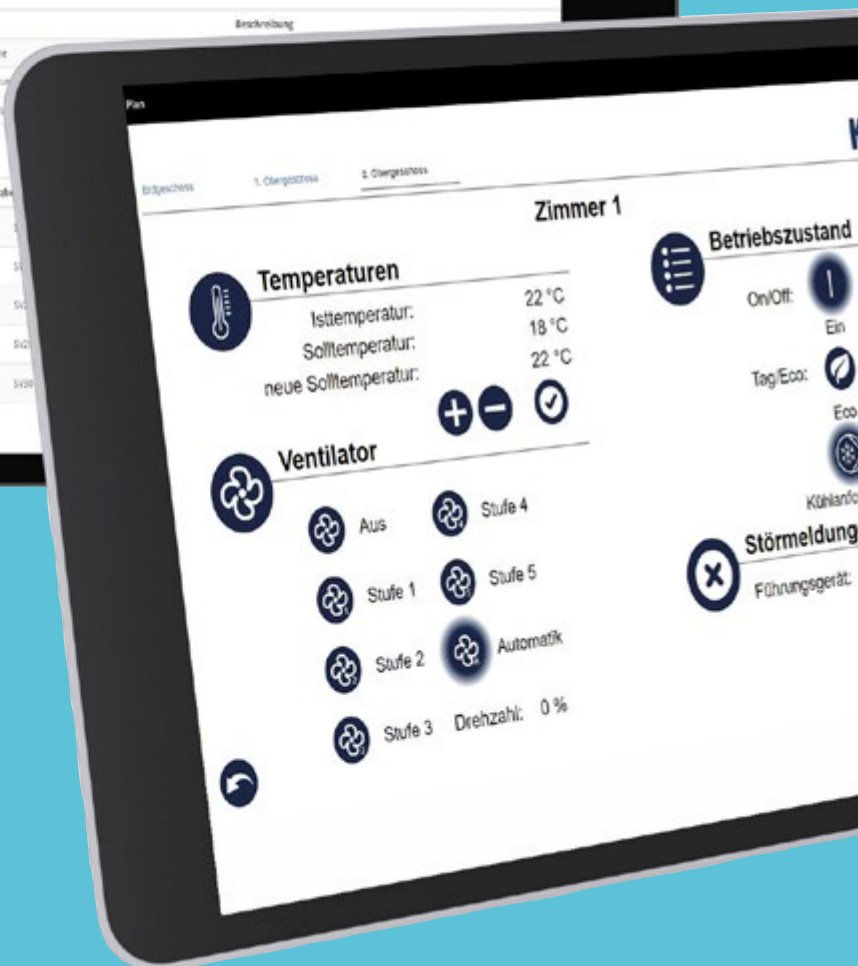 Beschreibung
Plan
Erdgeschoss 1. Obergeschoss 2. Obergeschoss
K
Zimmer 1
Temperaturen
Isttemperatur: 22 °C
Solltemperatur: 18 °C
neue Solltemperatur: 22 °C
Ventilator
Aus Stufe 4
Stufe 1 Stufe 5
Stufe 2 Automatik
Stufe 3 Drehzahl: 0 %
Betriebszustand
On/Off:
Ein
Tag/Eco:
Eco
Kühlanfo
Störmeldung
Führungsgerät: